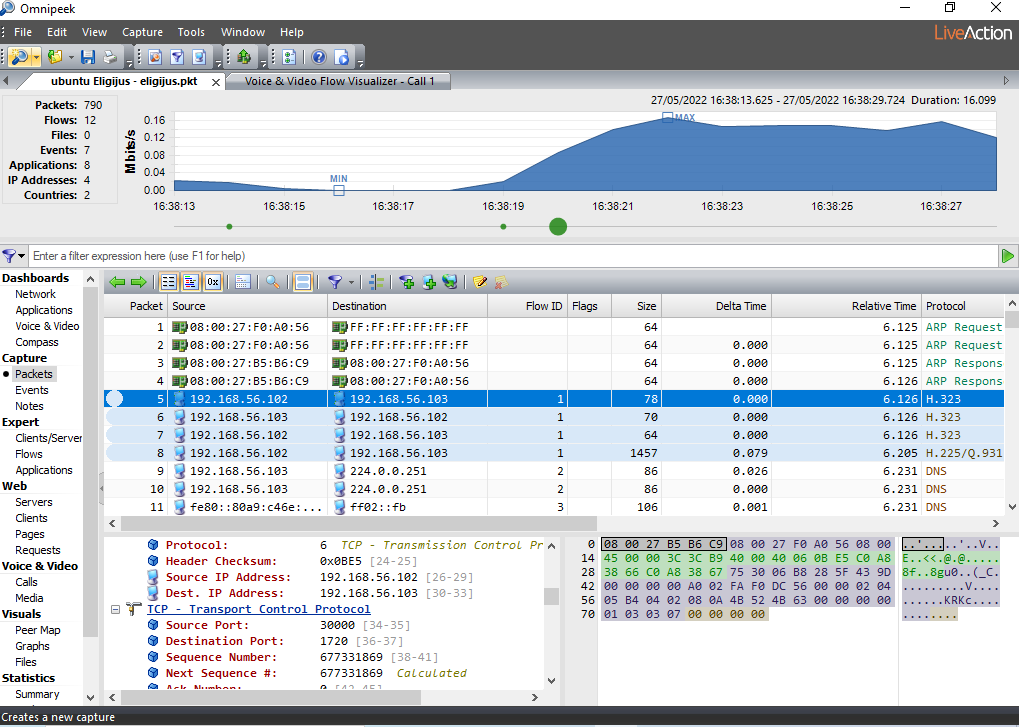 Omnipeek
File Edit View Capture Tools Window Help
LiveAction
ubuntu Eligijus - eligijus.pkt
Voice & Video Flow Visualizer - Call 1
27/05/2022 16:38:13.625 - 27/05/2022 16:38:29.724 Duration: 16.099
Packets: 790
Flows: 12
Files: 0
Events: 7
Applications: 8
IP Addresses: 4
Countries: 2
Mbits/s
0.16
0.12
0.08
0.04
0.00
MIN
MAX
16:38:13 16:38:15 16:38:17 16:38:19 16:38:21 16:38:23 16:38:25 16:38:27
Enter a filter expression here (use F1 for help)
Dashboards
Network
Applications
Voice & Video
Compass
Capture
Packets
Events
Notes
Expert
Clients/Server
Flows
Applications
Web
Servers
Clients
Pages
Requests
Voice & Video
Calls
Media
Visuals
Peer Map
Graphs
Files
Statistics
Summary
0x
Packet Source Destination Flow ID Flags Size Delta Time Relative Time Protocol
1 08:00:27:F0:A0:56 FF:FF:FF:FF:FF:FF 64 6.125 ARP Request
2 08:00:27:F0:A0:56 FF:FF:FF:FF:FF:FF 64 0.000 6.125 ARP Request
3 08:00:27:B5:B6:C9 08:00:27:F0:A0:56 64 0.000 6.125 ARP Respons
4 08:00:27:B5:B6:C9 08:00:27:F0:A0:56 64 0.000 6.125 ARP Respons
5 192.168.56.102 192.168.56.103 1 78 0.000 6.126 H.323
6 192.168.56.103 192.168.56.102 1 70 0.000 6.126 H.323
7 192.168.56.102 192.168.56.103 1 64 0.000 6.126 H.323
8 192.168.56.102 192.168.56.103 1 1457 0.079 6.205 H.225/Q.931
9 192.168.56.103 224.0.0.251 2 86 0.026 6.231 DNS
10 192.168.56.103 224.0.0.251 2 86 0.000 6.231 DNS
11 fe80::80a9:c46e:... ff02::fb 3 106 0.001 6.231 DNS
Protocol: 6 TCP - Transmission Control Pr
Header Checksum: 0x0BE5 [24-25]
Source IP Address: 192.168.56.102 [26-29]
Dest. IP Address: 192.168.56.103 [30-33]
TCP - Transport Control Protocol
Source Port: 30000 [34-35]
Destination Port: 1720 [36-37]
Sequence Number: 677331869 [38-41]
Next Sequence #: 677331869 Calculated
Ack Number: 0 [42-45]
0 08 00 27 B5 B6 C9 08 00 27 F0 A0 56 08 00 ..'.....'..V..
14 45 00 00 3C 3C B9 40 00 40 06 0B E5 C0 A8 E..<<.@.@.....
28 38 66 C0 A8 38 67 75 30 06 B8 28 5F 43 9D 8f..8gu0..(_C.
42 00 00 00 00 A0 02 FA F0 DC 56 00 00 02 04 .........V....
56 05 B4 04 02 08 0A 4B 52 4B 63 00 00 00 00 .......KRKc....
70 01 03 03 07 00 00 00 00 ........
Creates a new capture